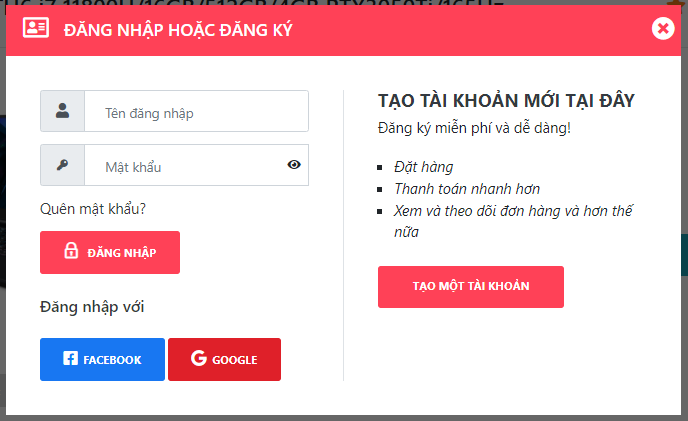 ĐĂNG NHẬP HOẶC ĐĂNG KÝ
Tên đăng nhập
Mật khẩu
Quên mật khẩu?
ĐĂNG NHẬP
Đăng nhập với
FACEBOOK
GOOGLE
TẠO TÀI KHOẢN MỚI TẠI ĐÂY
Đăng ký miễn phí và dễ dàng!
Đặt hàng
Thanh toán nhanh hơn
Xem và theo dõi đơn hàng và hơn thế
nữa
TẠO MỘT TÀI KHOẢN